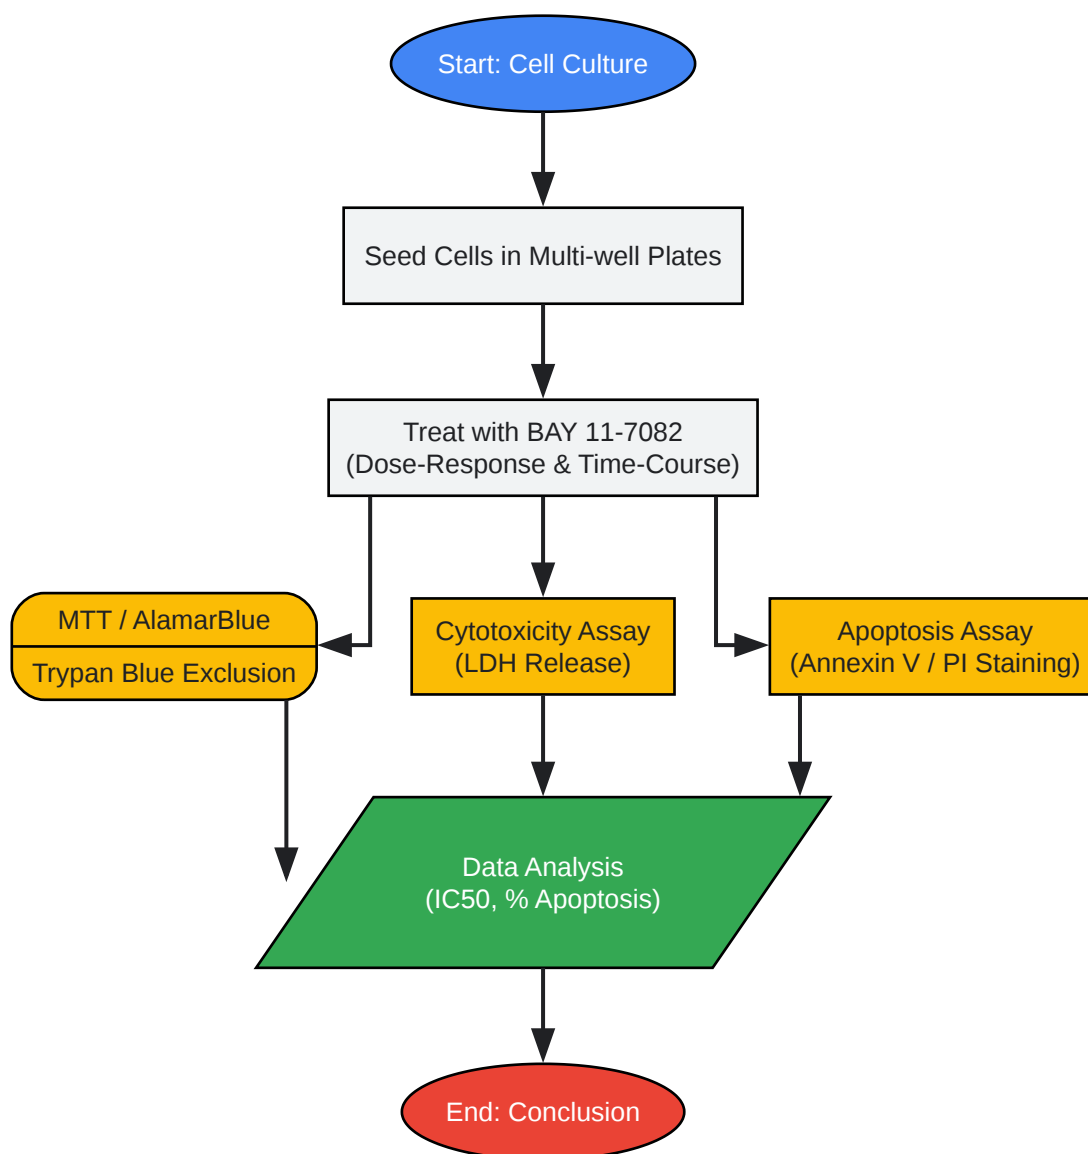 Start: Cell Culture
Seed Cells in Multi-well Plates
Treat with BAY 11-7082
(Dose-Response & Time-Course)
MTT / AlamarBlue
Trypan Blue Exclusion
Cytotoxicity Assay
(LDH Release)
Apoptosis Assay
(Annexin V / PI Staining)
Data Analysis
(IC50, % Apoptosis)
End: Conclusion